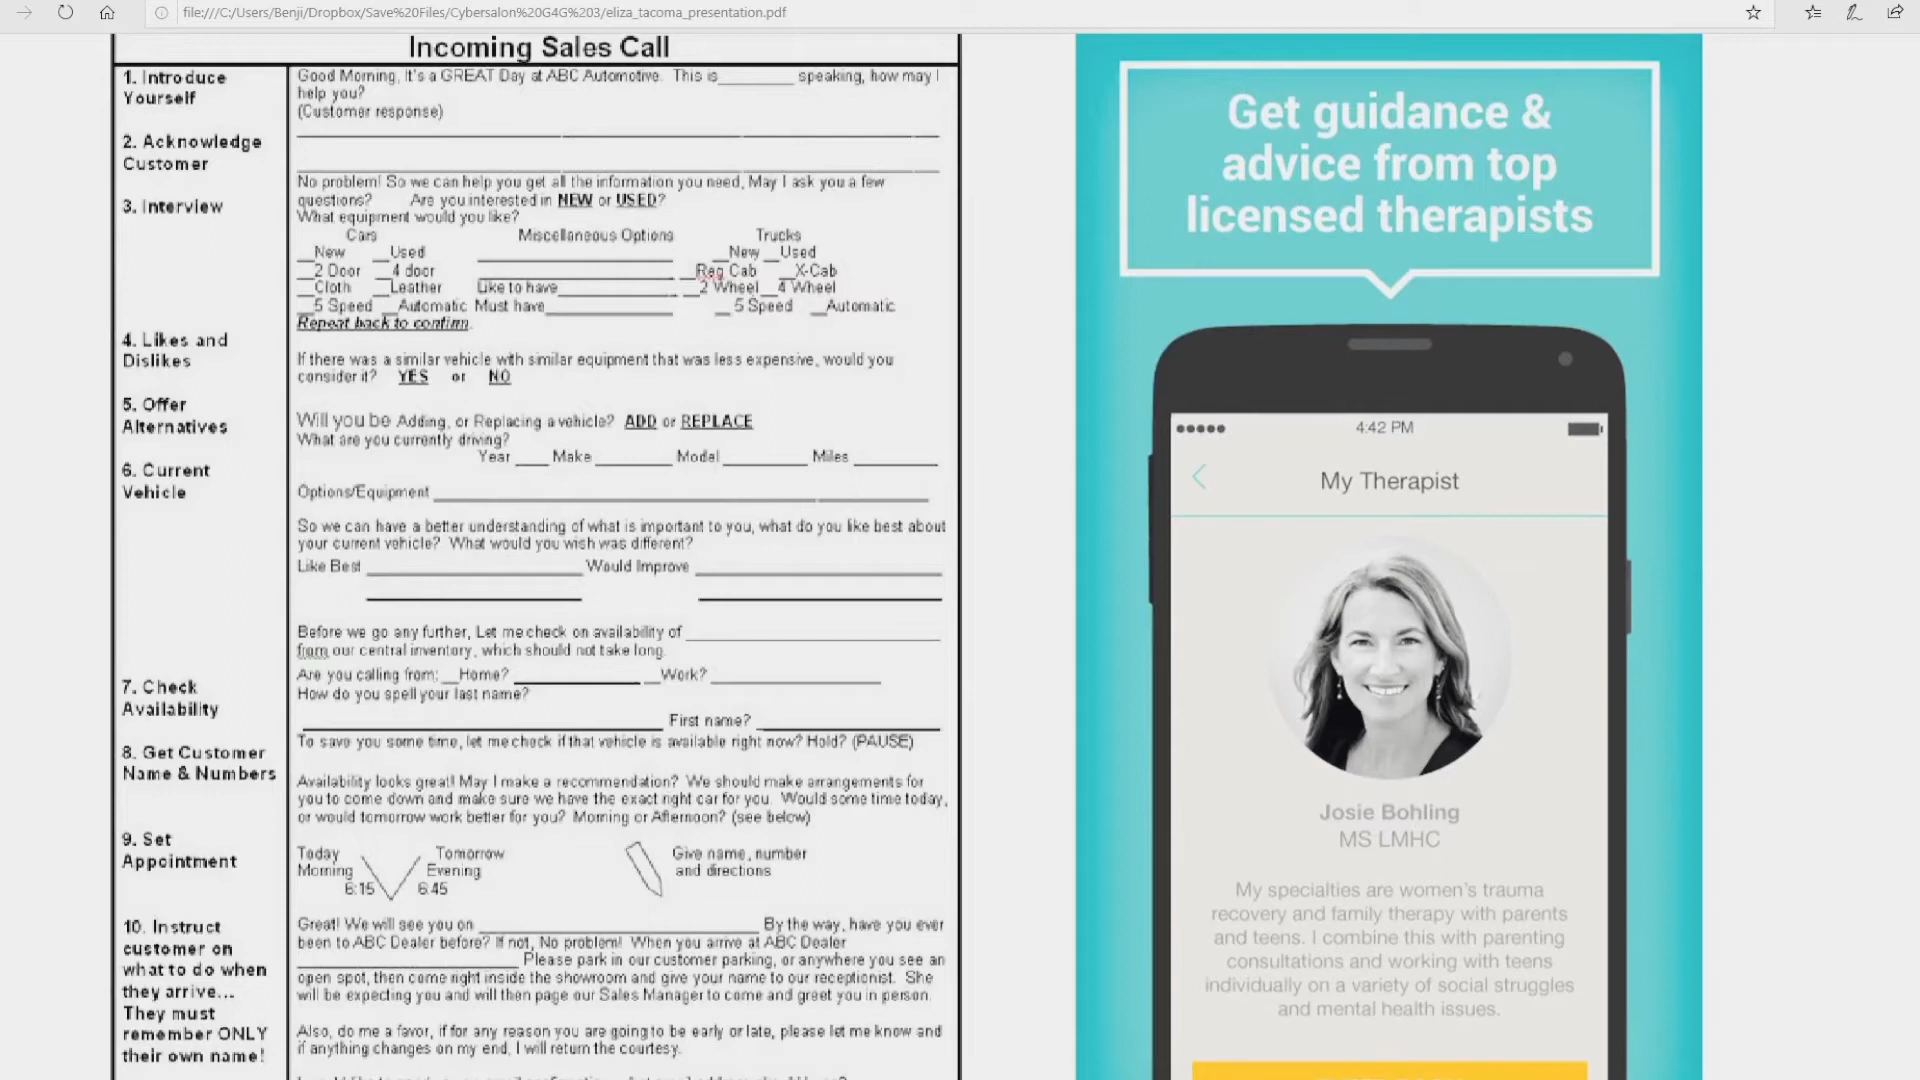 file:///C:/Users/Benji/Dropbox/Save%20Files/Cybersalon%20G4G%203/eliza_tacoma_presentation.pdf
Incoming Sales Call
1. Introduce
Yourself
2. Acknowledge
Customer
3. Interview
4. Likes and
Dislikes
5. Offer
Alternatives
6. Current
Vehicle
7. Check
Availability
8. Get Customer
Name & Numbers
9. Set
Appointment
10. Instruct
customer on
what to do when
they arrive...
They must
remember ONLY
their own name!
Good Morning, It's a GREAT Day at ABC Automotive. This is________ speaking, how may I
help you?
(Customer response)
No problem! So we can help you get all the information you need, May I ask you a few
questions? Are you interested in NEW or USED?
What equipment would you like?
Cars Miscellaneous Options Trucks
__New __Used __New __Used
__2 Door __4 door __Reg Cab __X-Cab
__Cloth __Leather Like to have____________ __2 Wheel __4 Wheel
__5 Speed __Automatic Must have____________ __5 Speed __Automatic
Repeat back to confirm.
If there was a similar vehicle with similar equipment that was less expensive, would you
consider it? YES or NO
Will you be Adding, or Replacing a vehicle? ADD or REPLACE
What are you currently driving?
Year ____ Make ________ Model ________ Miles ________
Options/Equipment ____________
So we can have a better understanding of what is important to you, what do you like best about
your current vehicle? What would you wish was different?
Like Best ____________ Would Improve ____________
Before we go any further, Let me check on availability of ____________
from our central inventory, which should not take long.
Are you calling from: __Home? ____________ __Work? ____________
How do you spell your last name?
____________ First name? ____________
To save you some time, let me check if that vehicle is available right now? Hold? (PAUSE)
Availability looks great! May I make a recommendation? We should make arrangements for
you to come down and make sure we have the exact right car for you. Would some time today,
or would tomorrow work better for you? Morning or Afternoon? (see below)
Today Tomorrow Give name, number
Morning Evening and directions
6:15 6:45
Great! We will see you on ____________ By the way, have you ever
been to ABC Dealer before? If not, No problem! When you arrive at ABC Dealer
____________ Please park in our customer parking, or anywhere you see an
open spot, then come right inside the showroom and give your name to our receptionist. She
will be expecting you and will then page our Sales Manager to come and greet you in person.
Also, do me a favor, if for any reason you are going to be early or late, please let me know and
if anything changes on my end, I will return the courtesy.
Get guidance &
advice from top
licensed therapists
4:42 PM
My Therapist
Josie Bohling
MS LMHC
My specialties are women's trauma
recovery and family therapy with parents
and teens. I combine this with parenting
consultations and working with teens
individually on a variety of social struggles
and mental health issues.